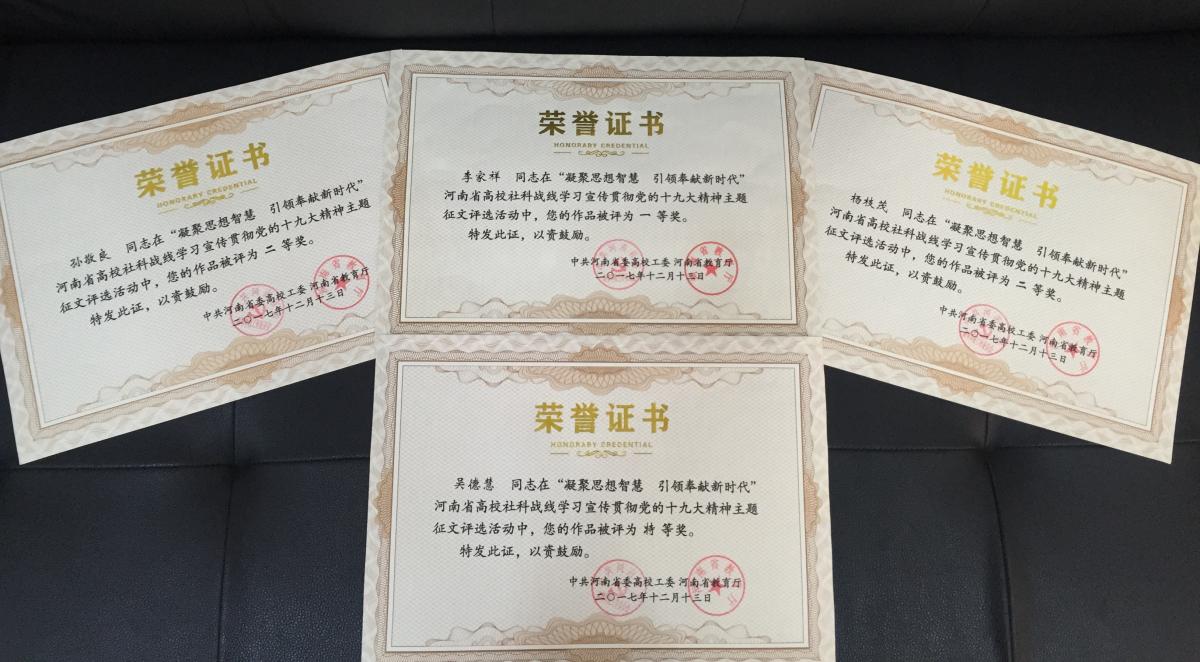 荣誉证书
HONORARY CREDENTIAL
孙敬良 同志在“凝聚思想智慧 引领奉献新时代”
河南省高校社科战线学习宣传贯彻党的十九大精神主题
征文评选活动中，您的作品被评为 二 等奖。
特发此证，以资鼓励。
中共河南省委高校工委 河南省教育厅
二〇一七年十二月十三日
荣誉证书
HONORARY CREDENTIAL
李家祥 同志在“凝聚思想智慧 引领奉献新时代”
河南省高校社科战线学习宣传贯彻党的十九大精神主题
征文评选活动中，您的作品被评为 一 等奖。
特发此证，以资鼓励。
中共河南省委高校工委 河南省教育厅
二〇一七年十二月十三日
荣誉证书
HONORARY CREDENTIAL
杨枝茂 同志在“凝聚思想智慧 引领奉献新时代”
河南省高校社科战线学习宣传贯彻党的十九大精神主题
征文评选活动中，您的作品被评为 二 等奖。
特发此证，以资鼓励。
中共河南省委高校工委 河南省教育厅
二〇一七年十二月十三日
荣誉证书
HONORARY CREDENTIAL
吴德慧 同志在“凝聚思想智慧 引领奉献新时代”
河南省高校社科战线学习宣传贯彻党的十九大精神主题
征文评选活动中，您的作品被评为 特 等奖。
特发此证，以资鼓励。
中共河南省委高校工委 河南省教育厅
二〇一七年十二月十三日